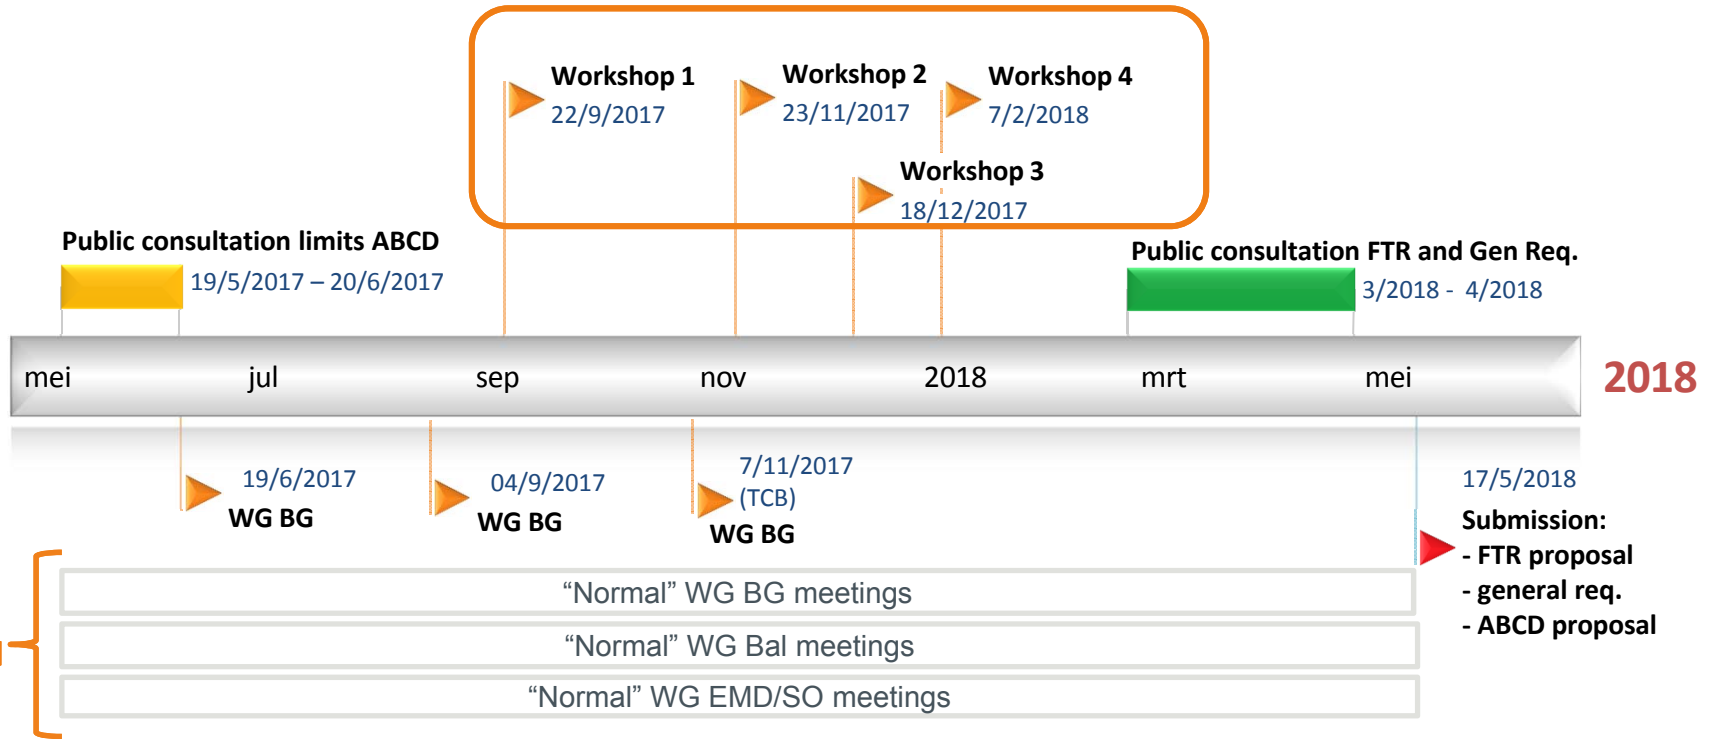 Workshop 1
22/9/2017
Workshop 2
23/11/2017
Workshop 4
7/2/2018
Workshop 3
18/12/2017
Public consultation limits ABCD
19/5/2017 – 20/6/2017
Public consultation FTR and Gen Req.
3/2018 - 4/2018
mei jul sep nov 2018 mrt mei
2018
19/6/2017
WG BG
04/9/2017
WG BG
7/11/2017
(TCB)
WG BG
17/5/2018
Submission:
- FTR proposal
- general req.
- ABCD proposal
“Normal” WG BG meetings
“Normal” WG Bal meetings
“Normal” WG EMD/SO meetings